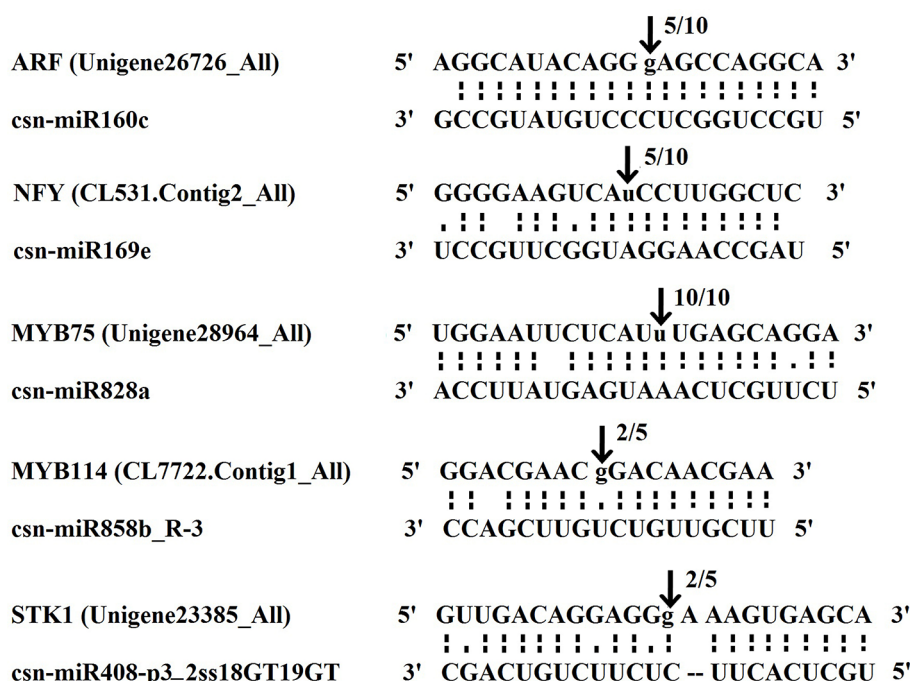 5/10
ARF (Unigene26726_All) 5' AGGCAUACAGG gAGCCAGGCA 3'
csn-miR160c 3' GCCGUAUGUCCCUCGGUCCGU 5'
5/10
NFY (CL531.Contig2_All) 5' GGGGAAGUCAuCCUUGGCUC 3'
csn-miR169e 3' UCCGUUCGGUAGGAACCGAU 5'
10/10
MYB75 (Unigene28964_All) 5' UGGAAUUCUCAUuUGAGCAGGA 3'
csn-miR828a 3' ACCUUAUGAGUAAACUCGUUCU 5'
2/5
MYB114 (CL7722.Contig1_All) 5' GGACGAAC gGACAACGAA 3'
csn-miR858b_R-3 3' CCAGCUUGUCUGUUGCUU 5'
2/5
STK1 (Unigene23385_All) 5' GUUGACAGGAGGgA AAGUGAGCA 3'
csn-miR408-p3_2ss18GT19GT 3' CGACUGUCUUCUC --UUCACUCGU 5'